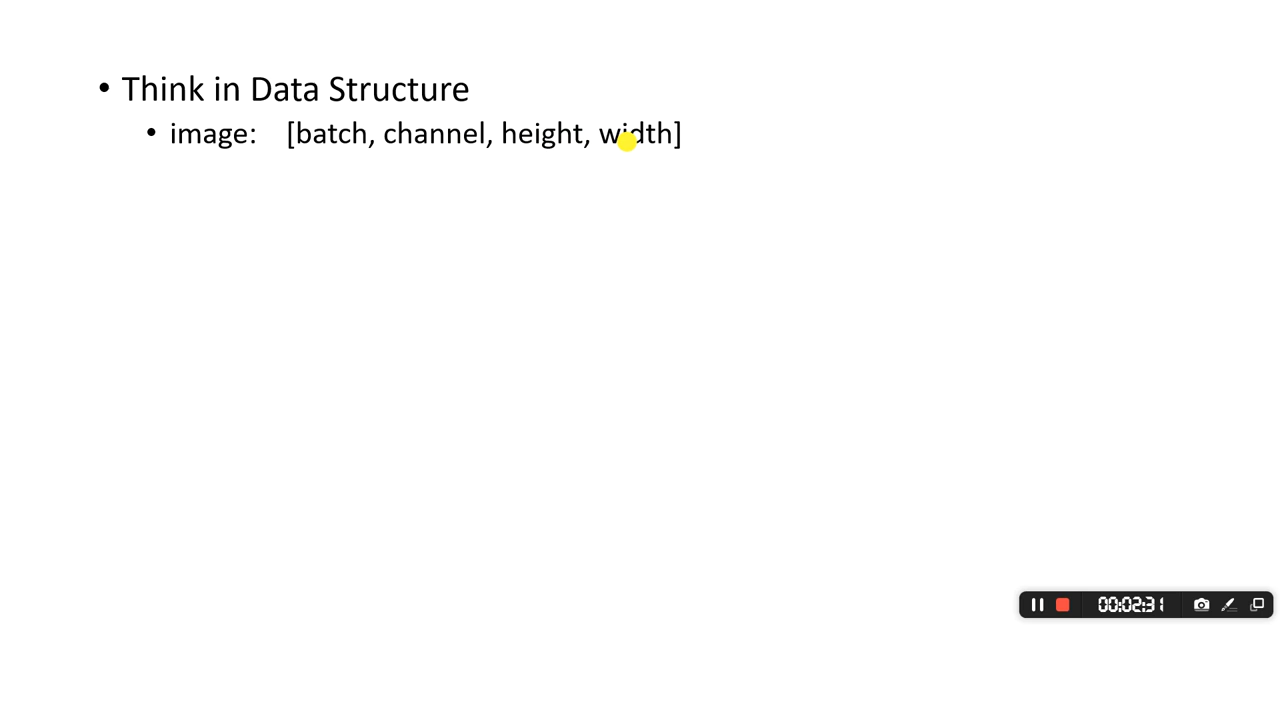 • Think in Data Structure
• image: [batch, channel, height, width]
00:02:31